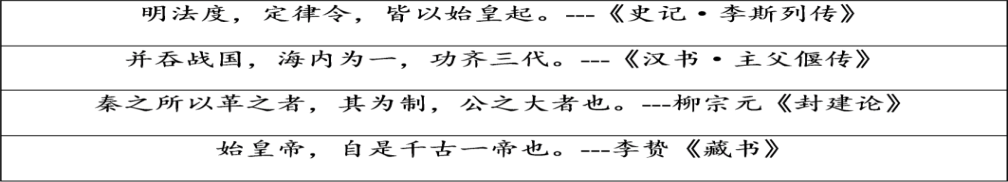 明法度，定律令，皆以始皇起。---《史记·李斯列传》
并吞战国，海内为一，功齐三代。---《汉书·主父偃传》
秦之所以革之者，其为制，公之大者也。---柳宗元《封建论》
始皇帝，自是千古一帝也。---李贽《藏书》